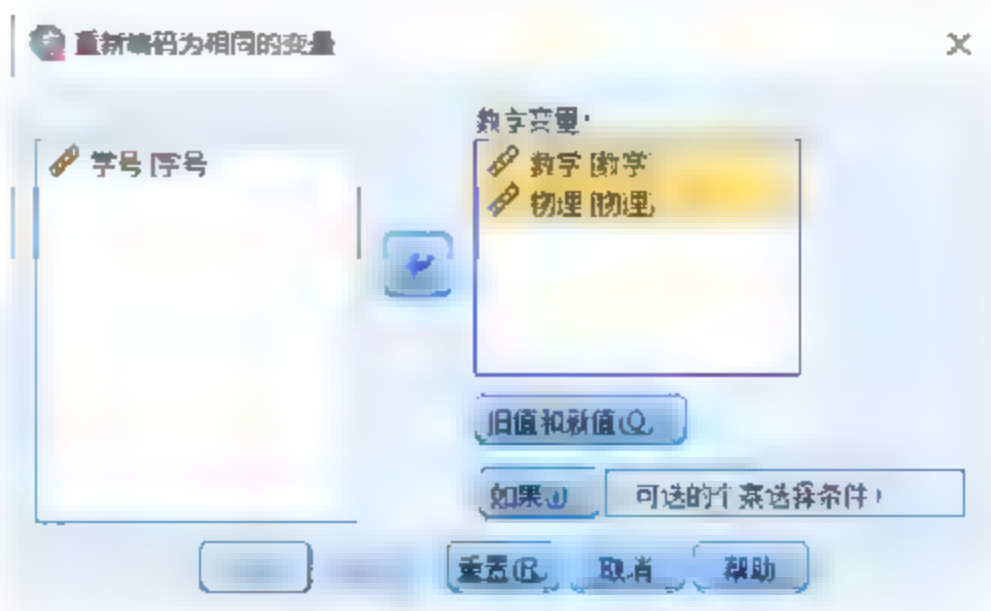 重新编码为相同的变量
数字变量:
学号 [学号
数学 [数学
物理 [物理
旧值和新值(O
如果(I)
可选的个案选择条件)
重置(R
取消
帮助